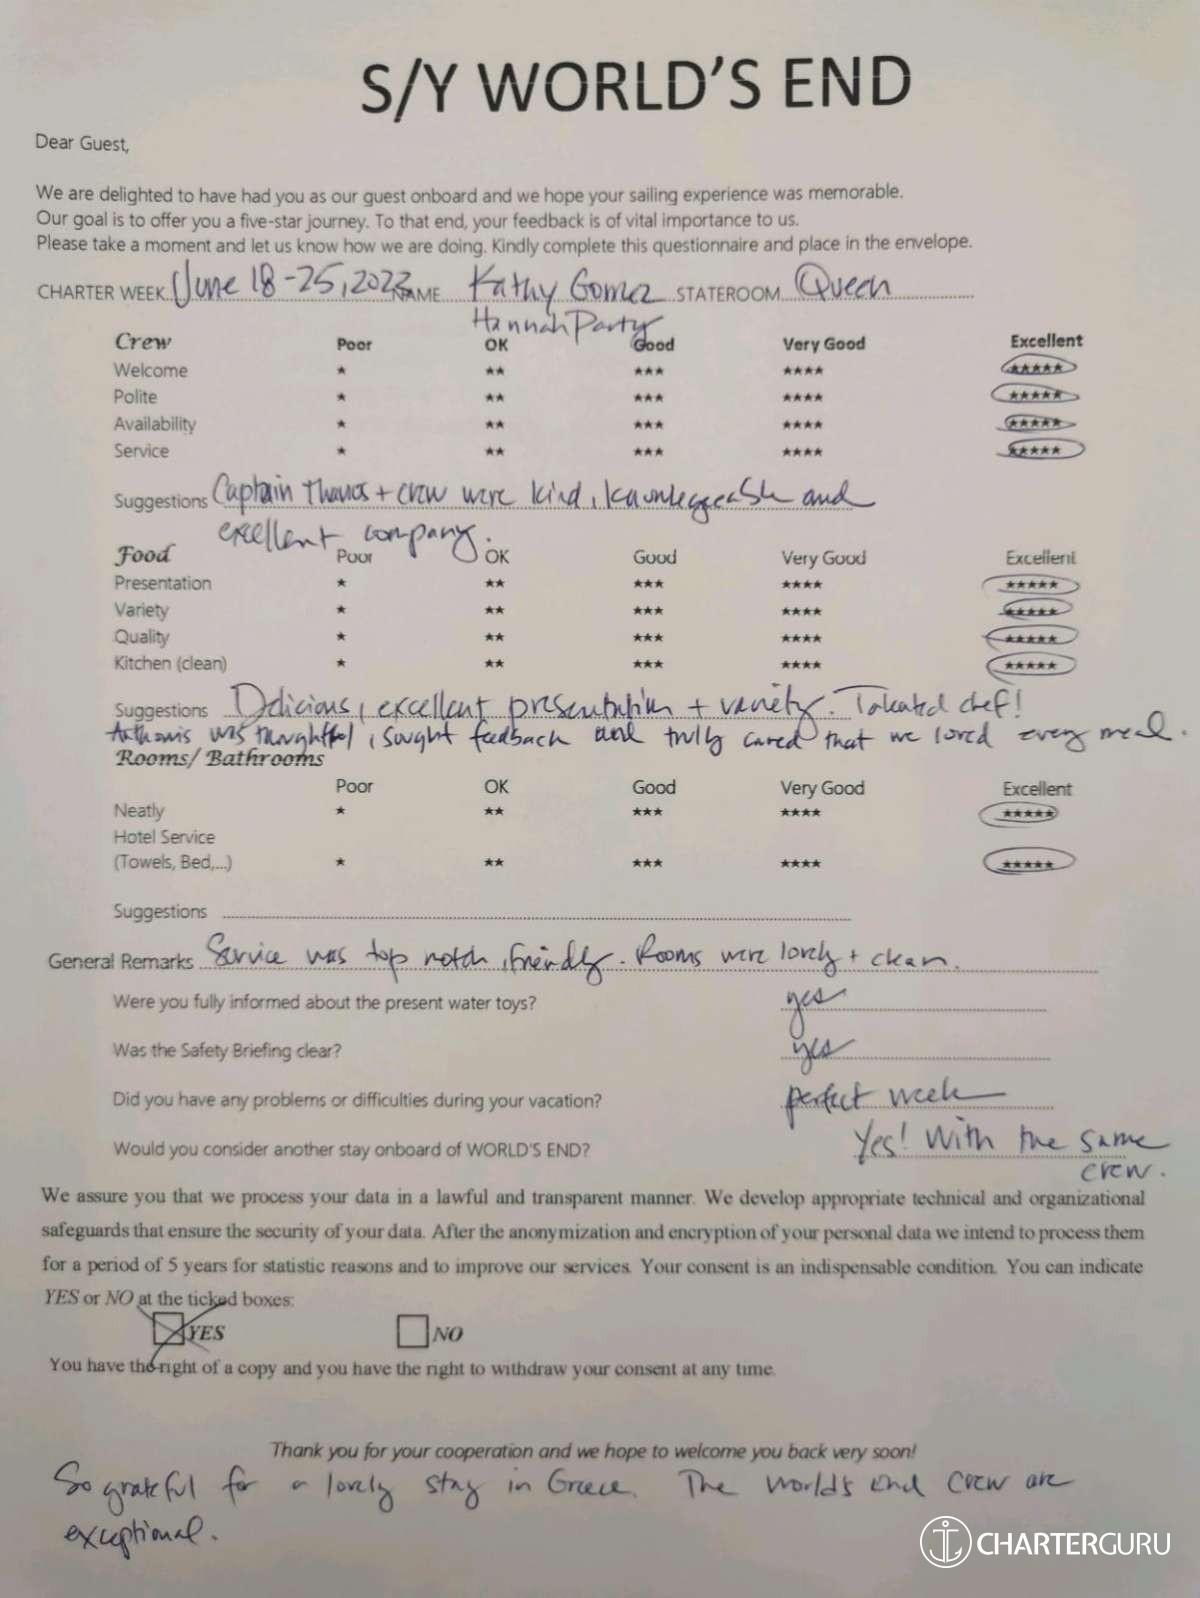 S/Y WORLD'S END
Dear Guest,
We are delighted to have had you as our guest onboard and we hope your sailing experience was memorable.
Our goal is to offer you a five-star journey. To that end, your feedback is of vital importance to us.
Please take a moment and let us know how we are doing. Kindly complete this questionnaire and place in the envelope.
CHARTER WEEK June 18-25, 2023 NAME Kathy Gomez STATEROOM Queen
Hannah Party
Crew Poor OK Good Very Good Excellent
Welcome ★ ★★ ★★★ ★★★★ ★★★★★
Polite ★ ★★ ★★★ ★★★★ ★★★★★
Availability ★ ★★ ★★★ ★★★★ ★★★★★
Service ★ ★★ ★★★ ★★★★ ★★★★★
Suggestions Captain Thanos + crew were kind, knowledgeable and
excellent company.
Food Poor OK Good Very Good Excellent
Presentation ★ ★★ ★★★ ★★★★ ★★★★★
Variety ★ ★★ ★★★ ★★★★ ★★★★★
Quality ★ ★★ ★★★ ★★★★ ★★★★★
Kitchen (clean) ★ ★★ ★★★ ★★★★ ★★★★★
Suggestions Delicious, excellent presentation + variety. Talented chef!
was thoughtful, sought feedback and truly cared that we loved every meal.
Rooms/ Bathrooms
Poor OK Good Very Good Excellent
Neatly ★ ★★ ★★★ ★★★★ ★★★★★
Hotel Service
(Towels, Bed,...) ★ ★★ ★★★ ★★★★ ★★★★★
Suggestions
General Remarks Service was top notch, friendly. Rooms were lovely + clean.
Were you fully informed about the present water toys? yes
Was the Safety Briefing clear? yes
Did you have any problems or difficulties during your vacation? perfect week
Would you consider another stay onboard of WORLD'S END? Yes! With the same
crew.
We assure you that we process your data in a lawful and transparent manner. We develop appropriate technical and organizational
safeguards that ensure the security of your data. After the anonymization and encryption of your personal data we intend to process them
for a period of 5 years for statistic reasons and to improve our services. Your consent is an indispensable condition. You can indicate
YES or NO at the ticked boxes:
YES NO
You have the right of a copy and you have the right to withdraw your consent at any time.
Thank you for your cooperation and we hope to welcome you back very soon!
So grateful for a lovely stay in Greece. The World's End crew are
exceptional.
CHARTERGURU